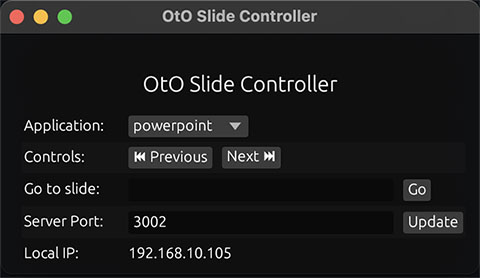 OtO Slide Controller
OtO Slide Controller
Application: powerpoint
Controls: ⏮ Previous Next ⏭
Go to slide: Go
Server Port: 3002 Update
Local IP: 192.168.10.105